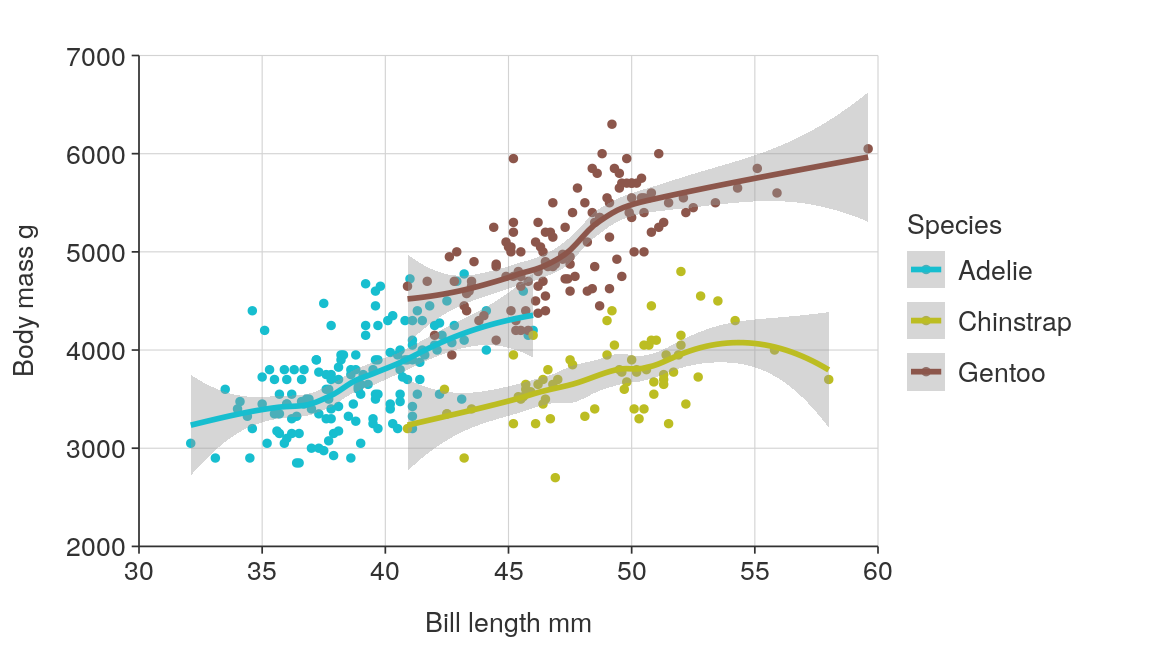 7000
6000
5000
4000
3000
2000
Body mass g
30 35 40 45 50 55 60
Bill length mm
Species
Adelie
Chinstrap
Gentoo